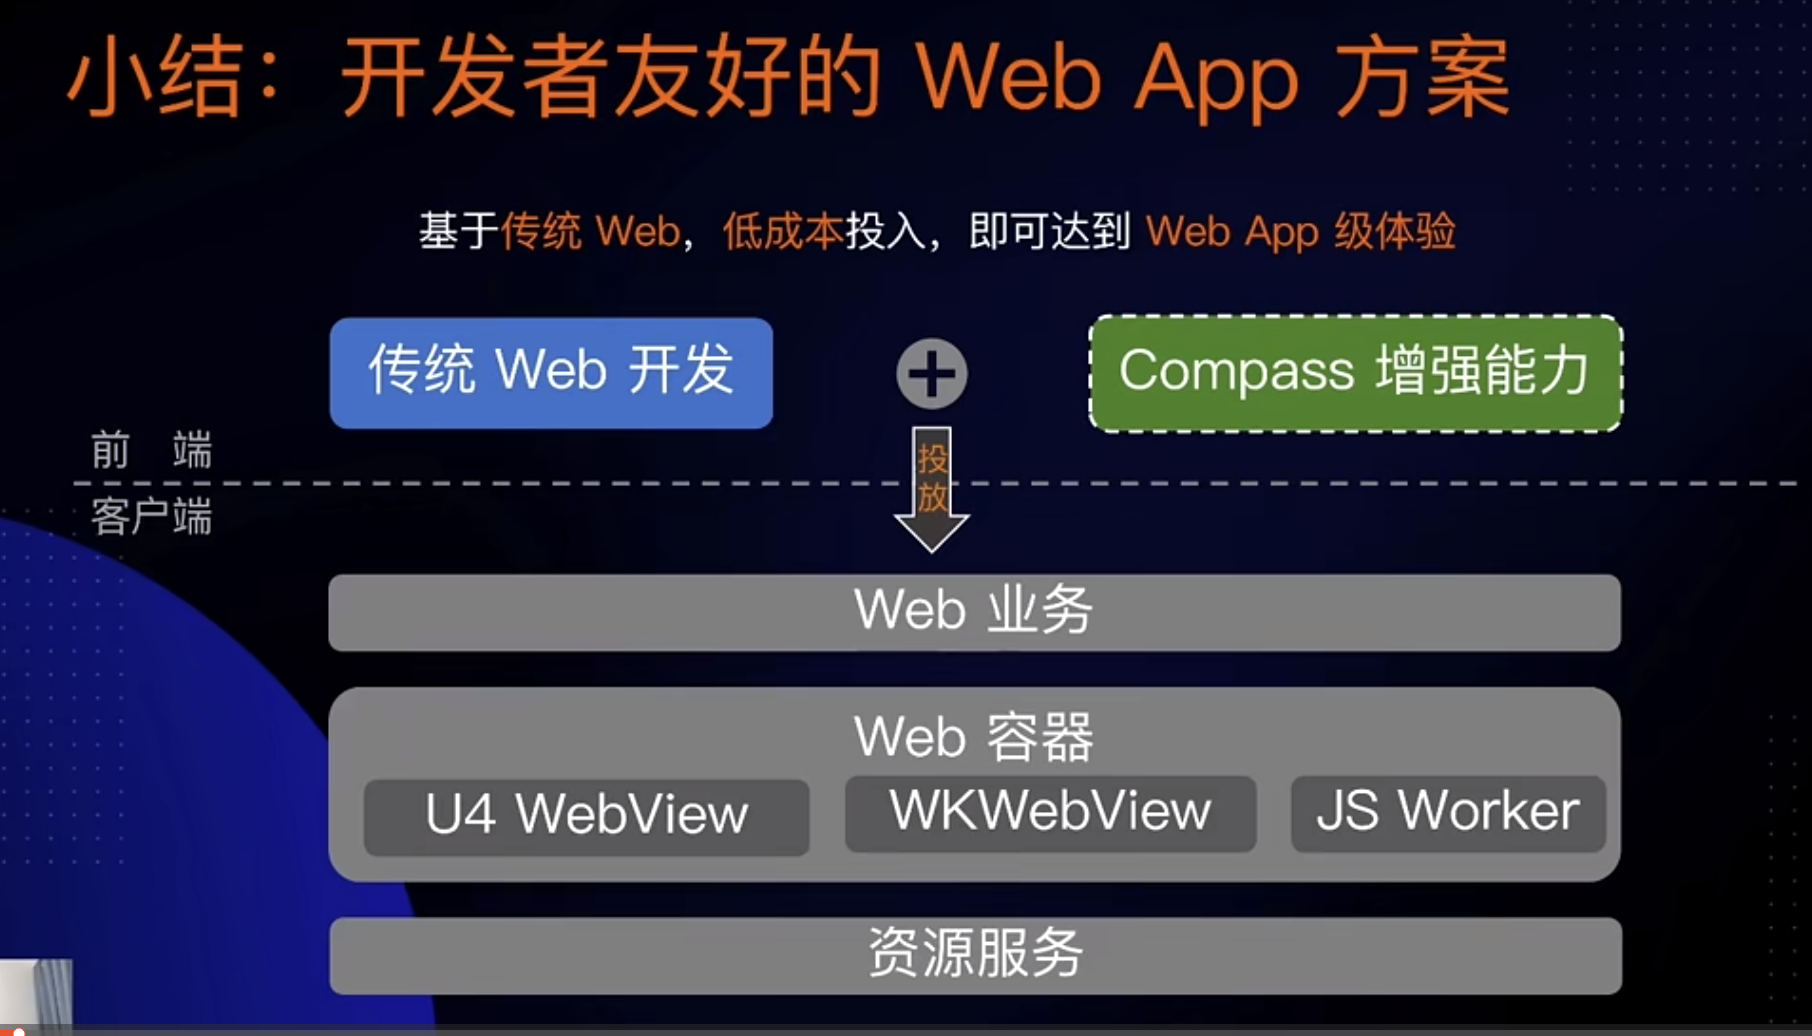 小结：开发者友好的 Web App 方案
基于传统 Web，低成本投入，即可达到 Web App 级体验
传统 Web 开发
Compass 增强能力
前 端
投放
客户端
Web 业务
Web 容器
U4 WebView
WKWebView
JS Worker
资源服务